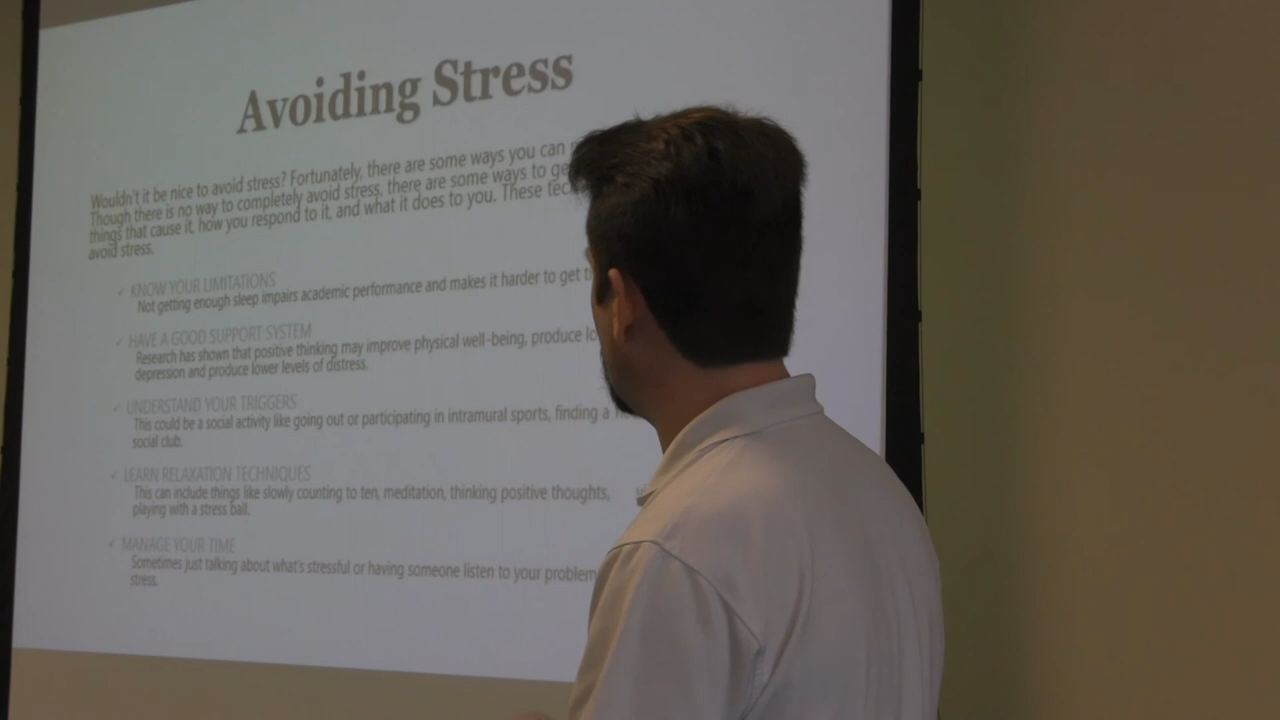 Avoiding Stress
Wouldn't it be nice to avoid stress? Fortunately, there are some ways you can
Though there is no way to completely avoid stress, there are some ways to
things that cause it, how you respond to it, and what it does to you. These
avoid stress.
✓ KNOW YOUR LIMITATIONS
Not getting enough sleep impairs academic performance and makes it harder to get
✓ HAVE A GOOD SUPPORT SYSTEM
Research has shown that positive thinking may improve physical well-being, produce
depression and produce lower levels of distress.
✓ UNDERSTAND YOUR TRIGGERS
This could be a social activity like going out or participating in intramural sports, finding a
social club.
✓ LEARN RELAXATION TECHNIQUES
This can include things like slowly counting to ten, meditation, thinking positive thoughts,
playing with a stress ball.
✓ MANAGE YOUR TIME
Sometimes just talking about what's stressful or having someone listen to your
stress.